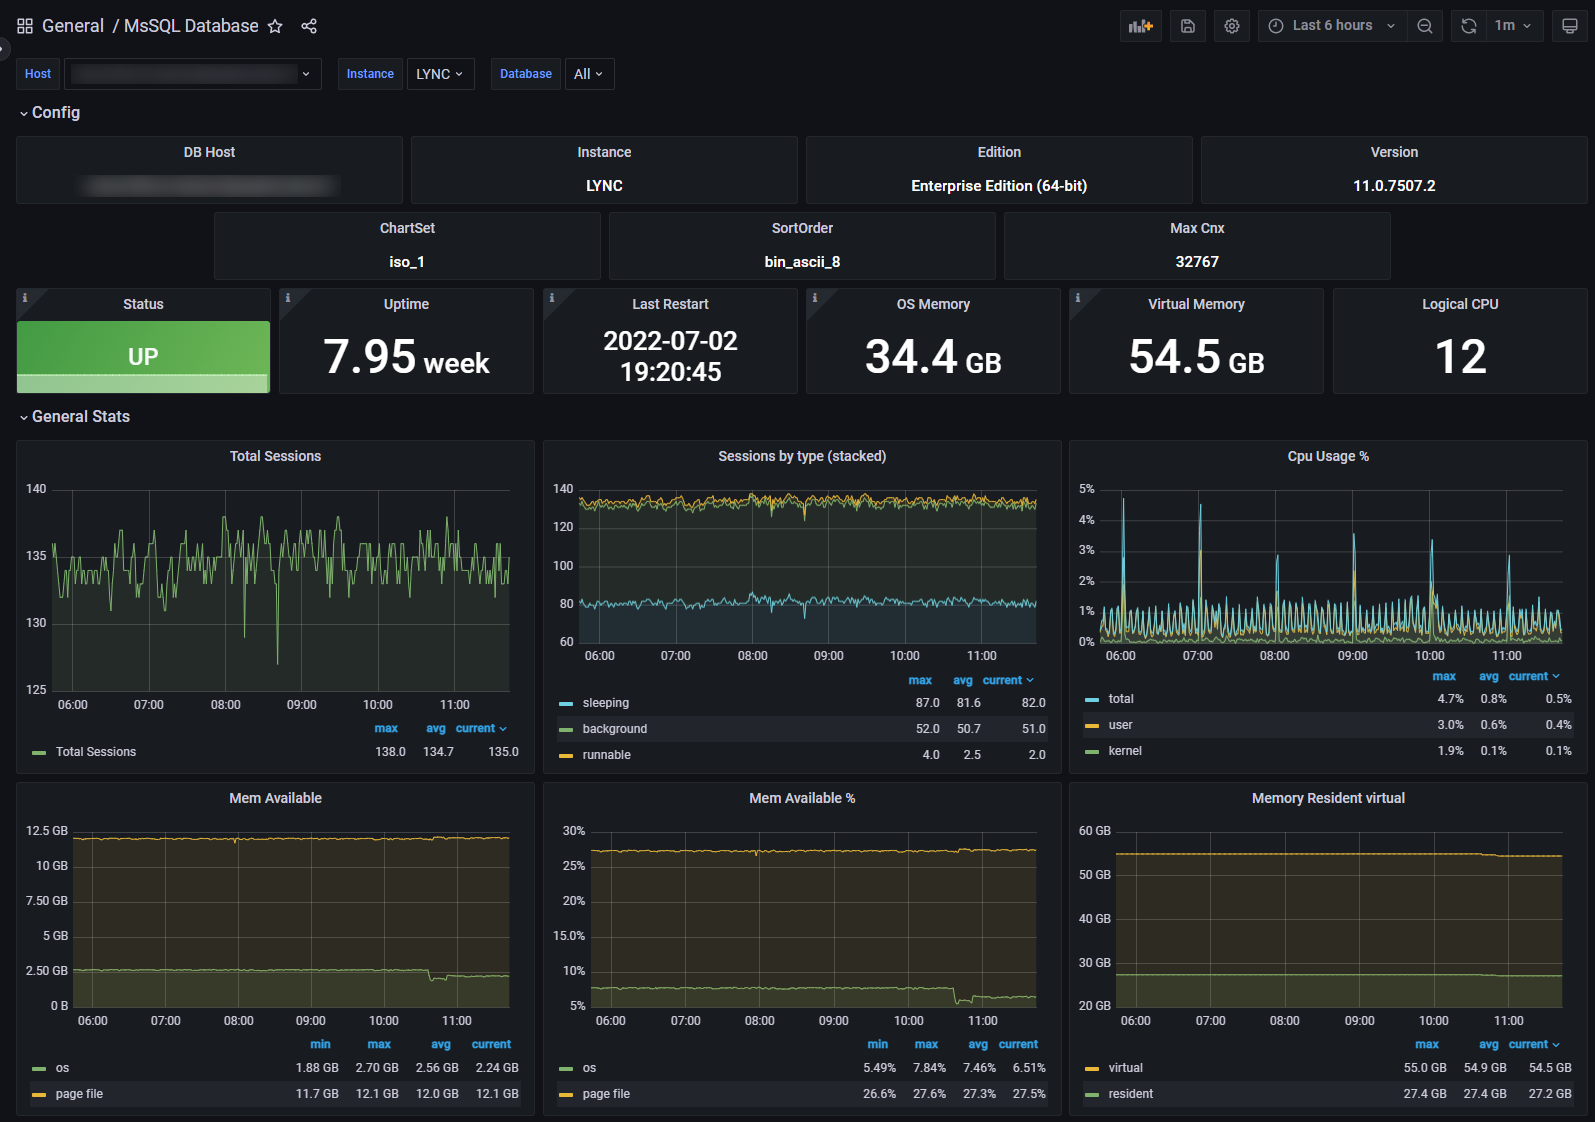 General / MsSQL Database
Last 6 hours
1m
Host
Instance
LYNC
Database
All
Config
DB Host
Instance
LYNC
Edition
Enterprise Edition (64-bit)
Version
11.0.7507.2
ChartSet
iso_1
SortOrder
bin_ascii_8
Max Cnx
32767
Status
UP
Uptime
7.95 week
Last Restart
2022-07-02
19:20:45
OS Memory
34.4 GB
Virtual Memory
54.5 GB
Logical CPU
12
General Stats
Total Sessions
140
135
130
125
06:00 07:00 08:00 09:00 10:00 11:00
max avg current
Total Sessions 138.0 134.7 135.0
Sessions by type (stacked)
140
120
100
80
60
06:00 07:00 08:00 09:00 10:00 11:00
max avg current
sleeping 87.0 81.6 82.0
background 52.0 50.7 51.0
runnable 4.0 2.5 2.0
Cpu Usage %
5%
4%
3%
2%
1%
0%
06:00 07:00 08:00 09:00 10:00 11:00
max avg current
total 4.7% 0.8% 0.5%
user 3.0% 0.6% 0.4%
kernel 1.9% 0.1% 0.1%
Mem Available
12.5 GB
10 GB
7.50 GB
5 GB
2.50 GB
0 B
06:00 07:00 08:00 09:00 10:00 11:00
min max avg current
os 1.88 GB 2.70 GB 2.56 GB 2.24 GB
page file 11.7 GB 12.1 GB 12.0 GB 12.1 GB
Mem Available %
30%
25%
20%
15.0%
10%
5%
06:00 07:00 08:00 09:00 10:00 11:00
min max avg current
os 5.49% 7.84% 7.46% 6.51%
page file 26.6% 27.6% 27.3% 27.5%
Memory Resident virtual
60 GB
50 GB
40 GB
30 GB
20 GB
06:00 07:00 08:00 09:00 10:00 11:00
max avg current
virtual 55.0 GB 54.9 GB 54.5 GB
resident 27.4 GB 27.4 GB 27.2 GB